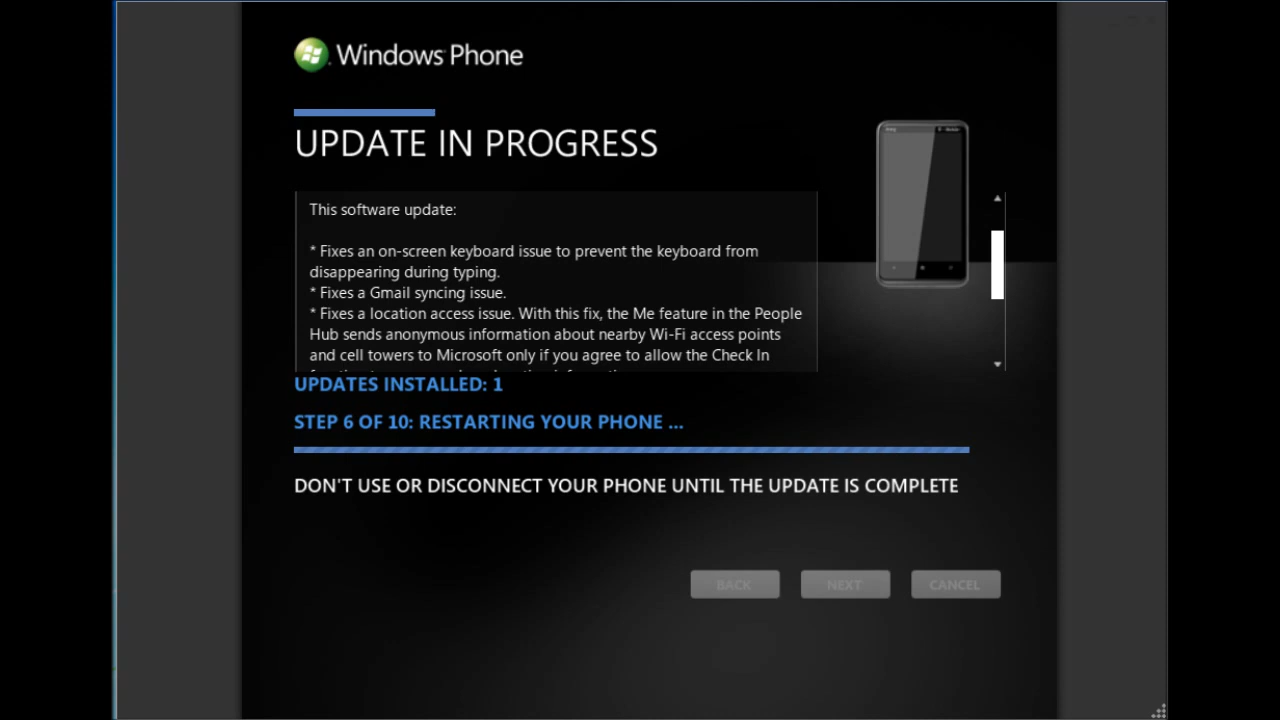 Windows Phone
UPDATE IN PROGRESS
This software update:
* Fixes an on-screen keyboard issue to prevent the keyboard from
disappearing during typing.
* Fixes a Gmail syncing issue.
* Fixes a location access issue. With this fix, the Me feature in the People
Hub sends anonymous information about nearby Wi-Fi access points
and cell towers to Microsoft only if you agree to allow the Check In
UPDATES INSTALLED: 1
STEP 6 OF 10: RESTARTING YOUR PHONE ...
DON'T USE OR DISCONNECT YOUR PHONE UNTIL THE UPDATE IS COMPLETE
BACK
NEXT
CANCEL